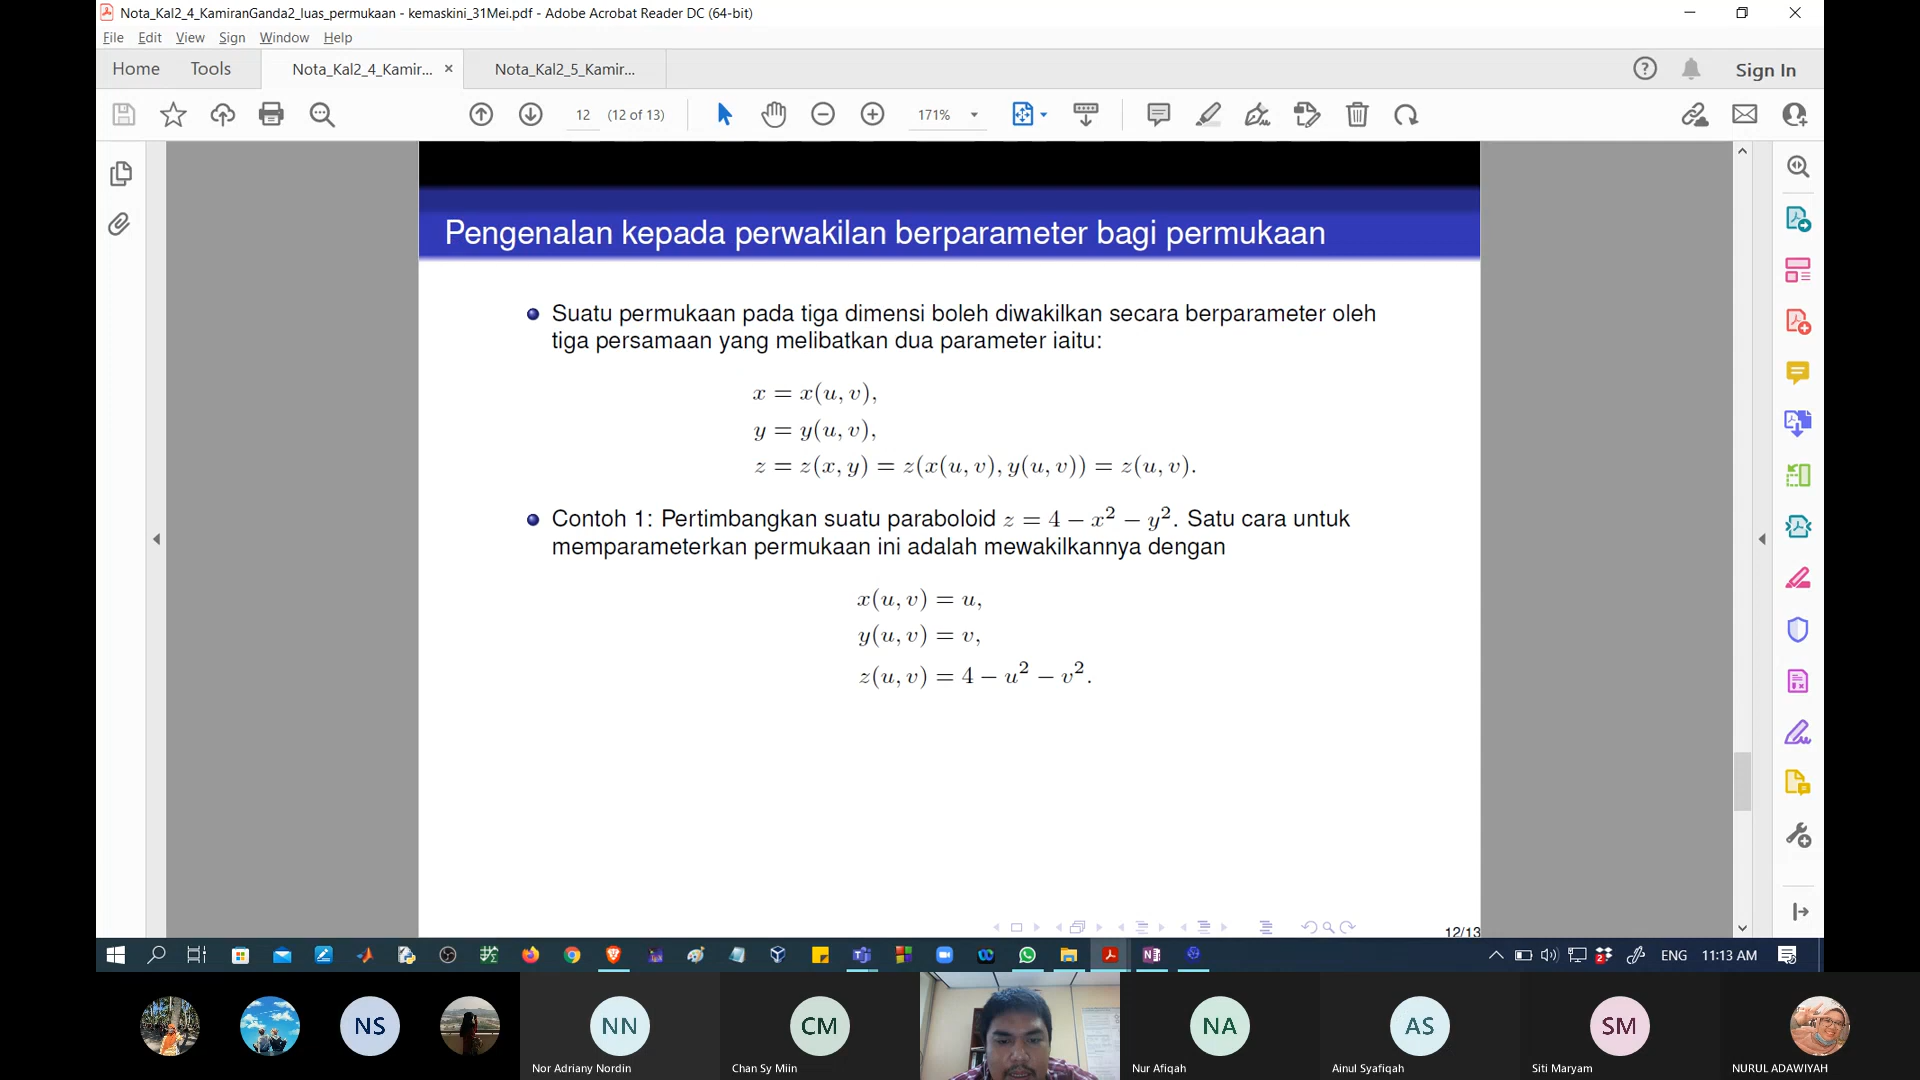 Nota_Kal2_4_KamiranGanda2_luas_permukaan - kemaskini_31Mei.pdf - Adobe Acrobat Reader DC (64-bit)
File Edit View Sign Window Help
Home Tools Nota_Kal2_4_Kamir... × Nota_Kal2_5_Kamir... Sign In
12 (12 of 13) 171%
Pengenalan kepada perwakilan berparameter bagi permukaan
Suatu permukaan pada tiga dimensi boleh diwakilkan secara berparameter oleh
tiga persamaan yang melibatkan dua parameter iaitu:
x = x(u, v),
y = y(u, v),
z = z(x, y) = z(x(u, v), y(u, v)) = z(u, v).
Contoh 1: Pertimbangkan suatu paraboloid z = 4 − x² − y². Satu cara untuk
memparameterkan permukaan ini adalah mewakilkannya dengan
x(u, v) = u,
y(u, v) = v,
z(u, v) = 4 − u² − v².
12/13
ENG 11:13 AM
NS NN CM NA AS SM
Nor Adriany Nordin Chan Sy Miin Nur Afiqah Ainul Syafiqah Siti Maryam NURUL ADAWIYAH